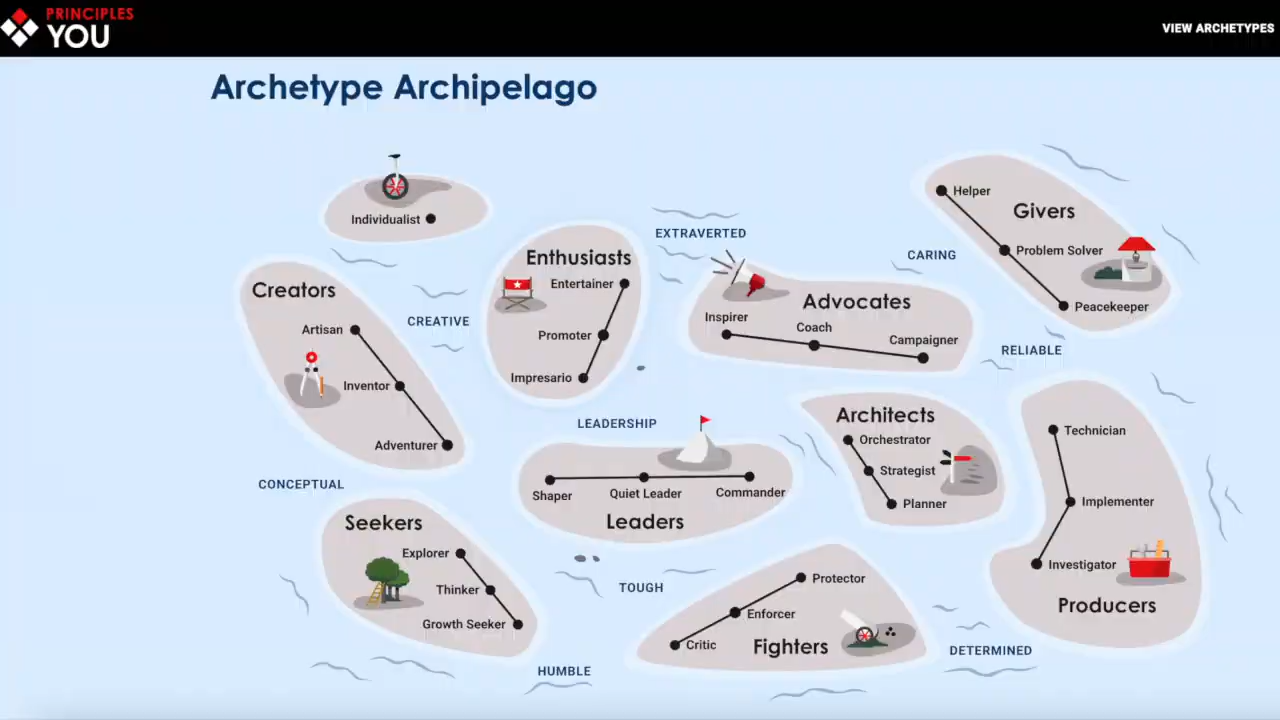 PRINCIPLES
YOU
VIEW ARCHETYPES
Archetype Archipelago
Individualist
Creators
Artisan
Inventor
Adventurer
CREATIVE
Enthusiasts
Entertainer
Promoter
Impresario
EXTRAVERTED
Advocates
Inspirer
Coach
Campaigner
CARING
Helper
Givers
Problem Solver
Peacekeeper
RELIABLE
LEADERSHIP
Shaper
Quiet Leader
Commander
Leaders
Architects
Orchestrator
Strategist
Planner
Technician
Implementer
Investigator
Producers
CONCEPTUAL
Seekers
Explorer
Thinker
Growth Seeker
TOUGH
Protector
Enforcer
Critic
Fighters
HUMBLE
DETERMINED